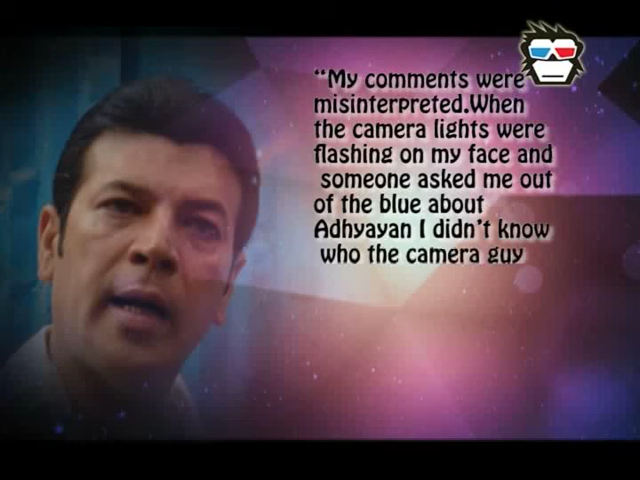 “My comments were
misinterpreted.When
the camera lights were
flashing on my face and
someone asked me out
of the blue about
Adhyayan I didn’t know
who the camera guy